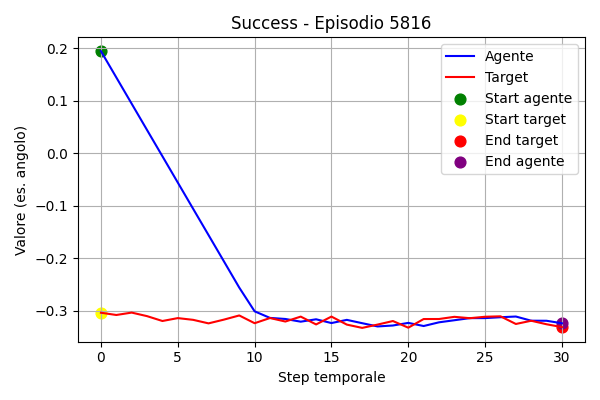 Success - Episodio 5816
Agente
Target
Start agente
Start target
End target
End agente
Valore (es. angolo)
0.2
0.1
0.0
−0.1
−0.2
−0.3
0 5 10 15 20 25 30
Step temporale